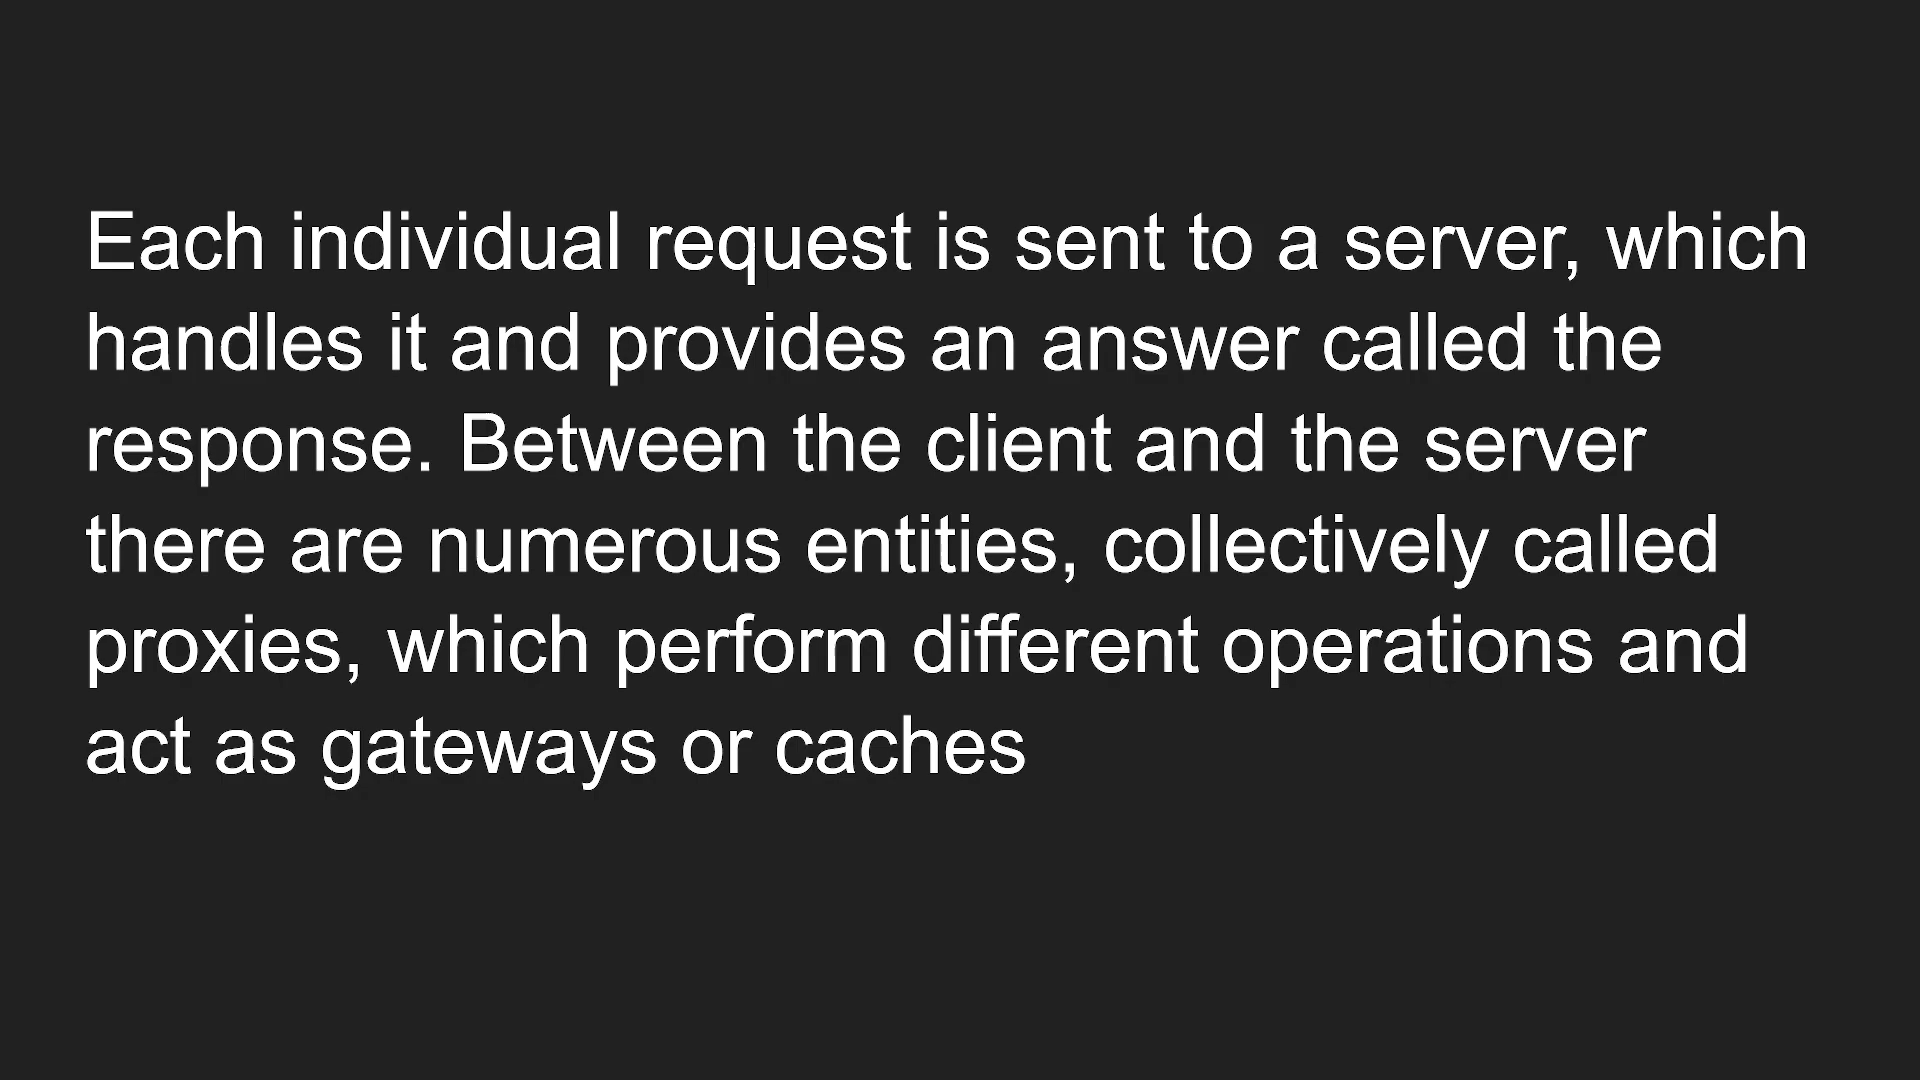 Each individual request is sent to a server, which
handles it and provides an answer called the
response. Between the client and the server
there are numerous entities, collectively called
proxies, which perform different operations and
act as gateways or caches